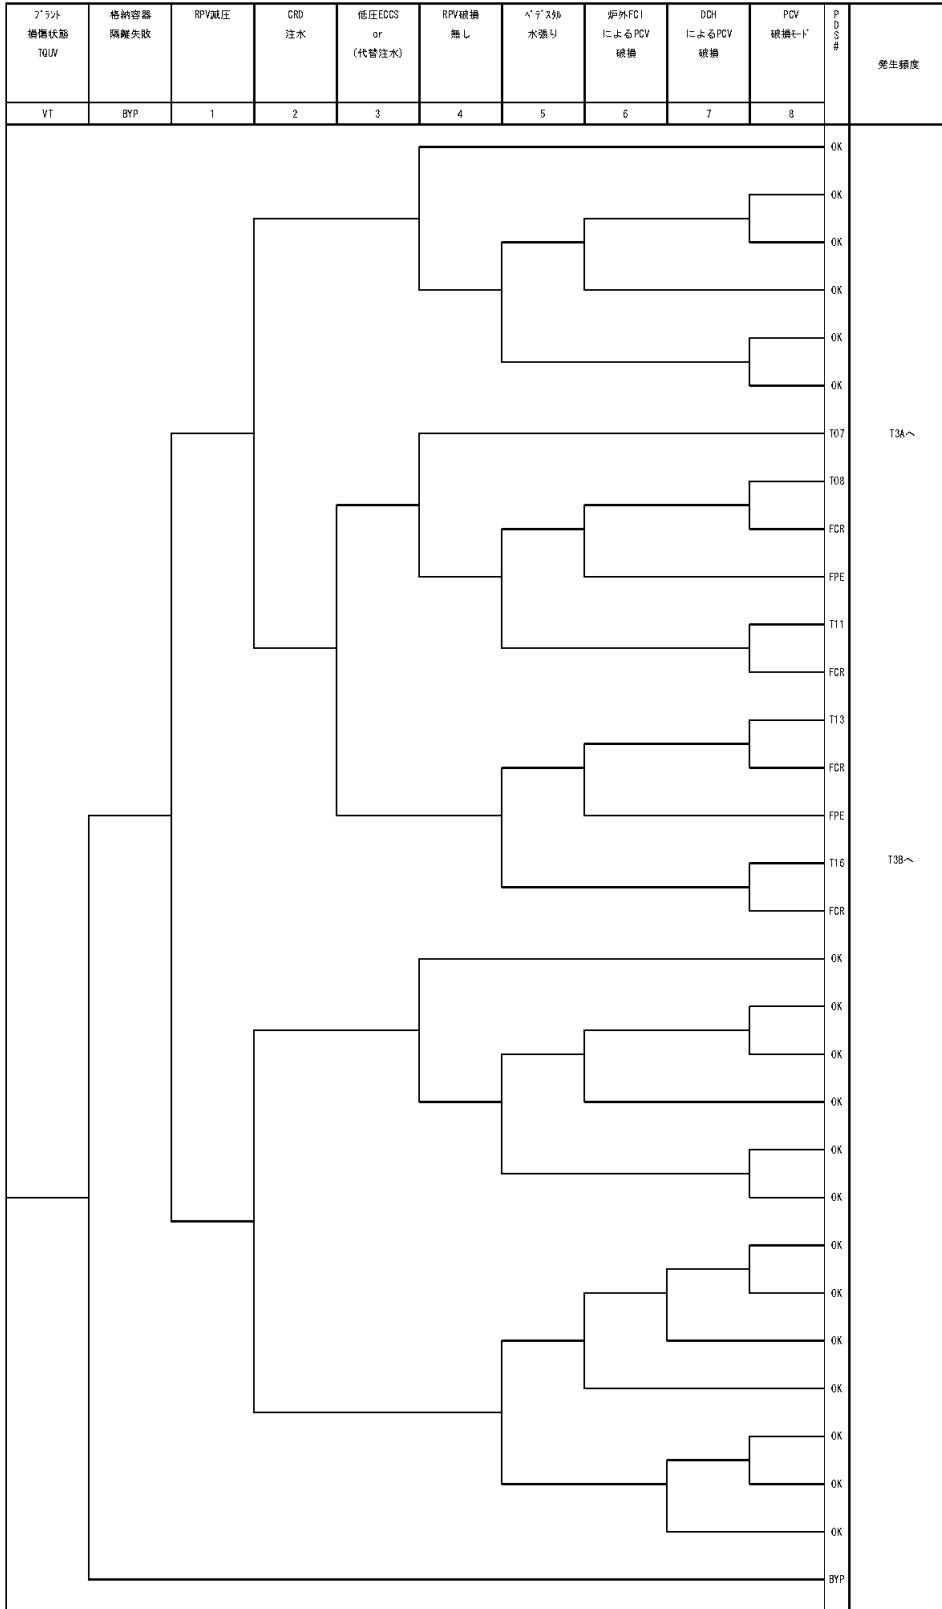 プラント
損傷状態
TQUV
格納容器
隔離失敗
RPV減圧
CRD
注水
低圧ECCS
or
(代替注水)
RPV破損
無し
ペデスタル
水張り
炉外FCI
によるPCV
破損
DCH
によるPCV
破損
PCV
破損モード
P
D
S
#
発生頻度
VT
BYP
1
2
3
4
5
6
7
8
OK
OK
OK
OK
OK
OK
T07
T3Aへ
T08
FCR
FPE
T11
FCR
T13
FCR
FPE
T16
T3Bへ
FCR
OK
OK
OK
OK
OK
OK
OK
OK
OK
OK
OK
OK
OK
BYP